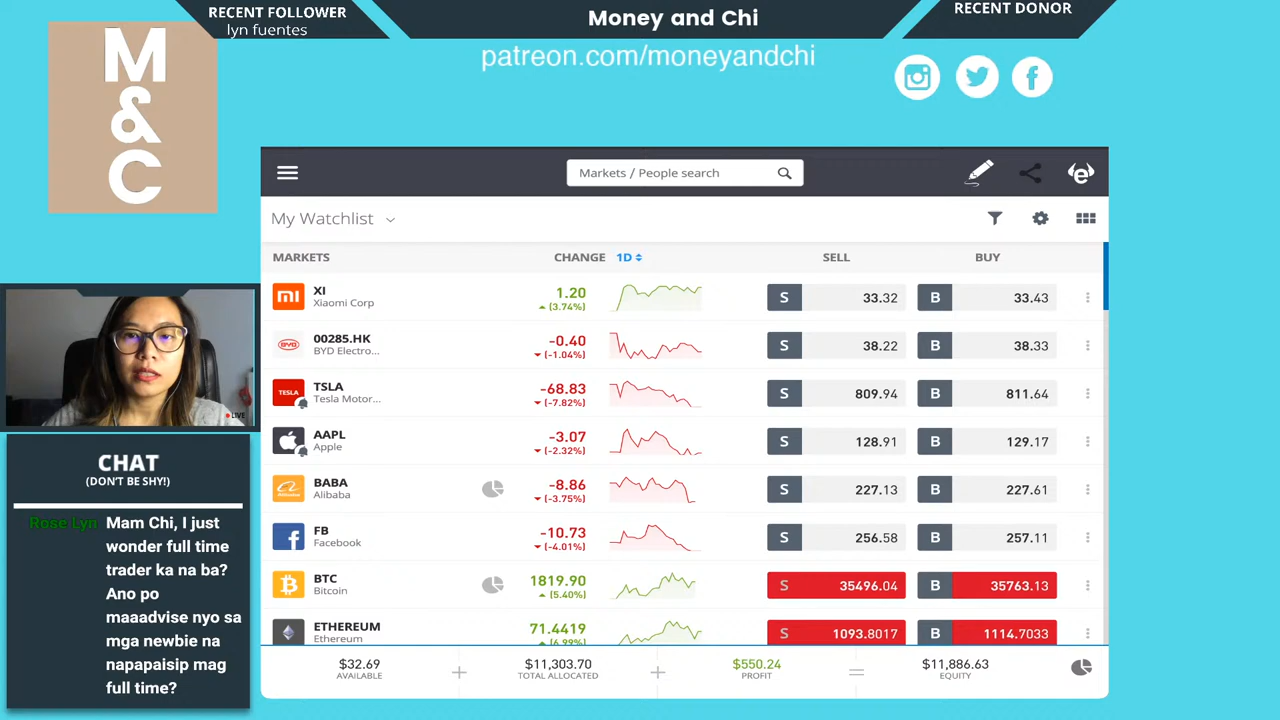 RECENT FOLLOWER
lyn fuentes
Money and Chi
RECENT DONOR
patreon.com/moneyandchi
M
&
C
Markets / People search
My Watchlist
MARKETS CHANGE 1D SELL BUY
XI
Xiaomi Corp
1.20
(3.74%)
S 33.32 B 33.43
00285.HK
BYD Electro...
-0.40
(-1.04%)
S 38.22 B 38.33
TSLA
Tesla Motor...
-68.83
(-7.82%)
S 809.94 B 811.64
AAPL
Apple
-3.07
(-2.32%)
S 128.91 B 129.17
BABA
Alibaba
-8.86
(-3.75%)
S 227.13 B 227.61
FB
Facebook
-10.73
(-4.01%)
S 256.58 B 257.11
BTC
Bitcoin
1819.90
(5.40%)
S 35496.04 B 35763.13
ETHEREUM
Ethereum
71.4419
(6.99%)
S 1093.8017 B 1114.7033
$32.69 + $11,303.70 + $550.24 = $11,886.63
AVAILABLE TOTAL ALLOCATED PROFIT EQUITY
LIVE
CHAT
(DON'T BE SHY!)
Rose Lyn Mam Chi, I just
wonder full time
trader ka na ba?
Ano po
maaadvise nyo sa
mga newbie na
napapaisip mag
full time?